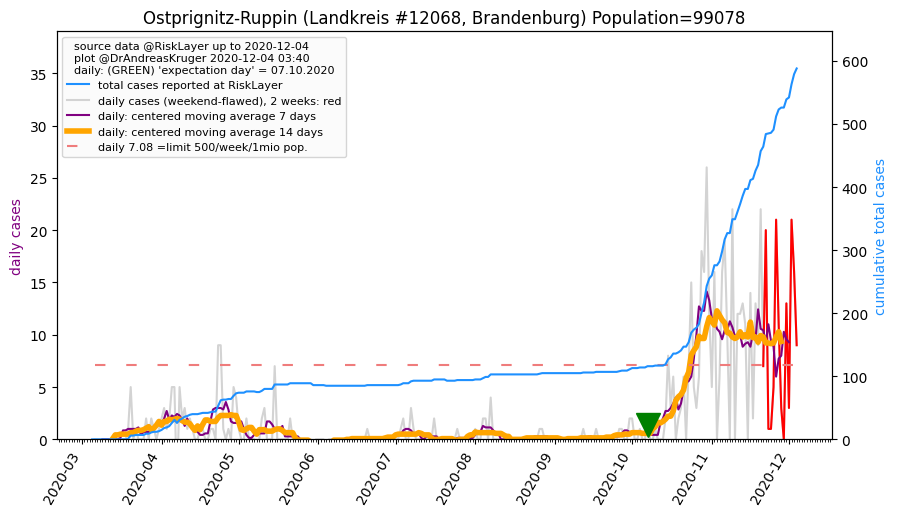 Ostprignitz-Ruppin (Landkreis #12068, Brandenburg) Population=99078
source data @RiskLayer up to 2020-12-04
plot @DrAndreasKruger 2020-12-04 03:40
daily: (GREEN) 'expectation day' = 07.10.2020
total cases reported at RiskLayer
daily cases (weekend-flawed), 2 weeks: red
daily: centered moving average 7 days
daily: centered moving average 14 days
daily 7.08 =limit 500/week/1mio pop.
daily cases
35
30
25
20
15
10
5
0
cumulative total cases
600
500
400
300
200
100
0
2020-03
2020-04
2020-05
2020-06
2020-07
2020-08
2020-09
2020-10
2020-11
2020-12